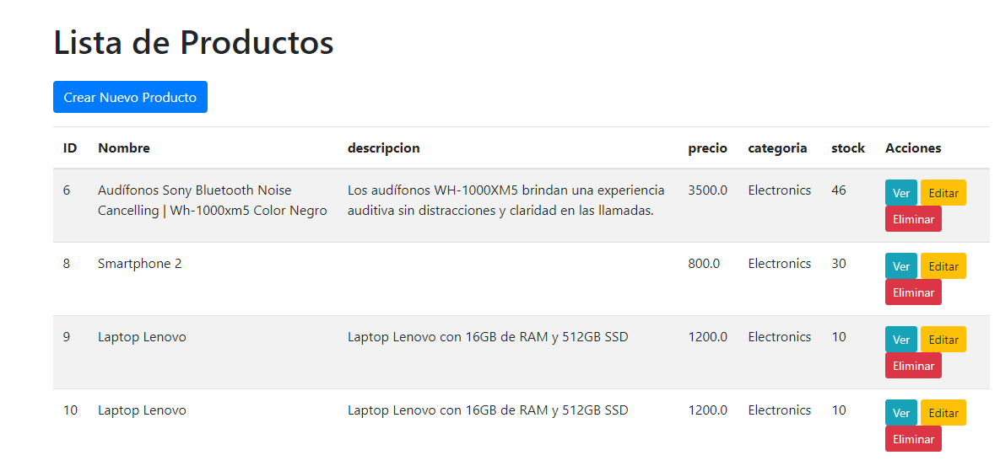 Lista de Productos
Crear Nuevo Producto
ID Nombre descripcion precio categoria stock Acciones
6 Audífonos Sony Bluetooth Noise Los audífonos WH-1000XM5 brindan una experiencia 3500.0 Electronics 46 Ver Editar
Cancelling | Wh-1000xm5 Color Negro auditiva sin distracciones y claridad en las llamadas. Eliminar
8 Smartphone 2 800.0 Electronics 30 Ver Editar
Eliminar
9 Laptop Lenovo Laptop Lenovo con 16GB de RAM y 512GB SSD 1200.0 Electronics 10 Ver Editar
Eliminar
10 Laptop Lenovo Laptop Lenovo con 16GB de RAM y 512GB SSD 1200.0 Electronics 10 Ver Editar
Eliminar